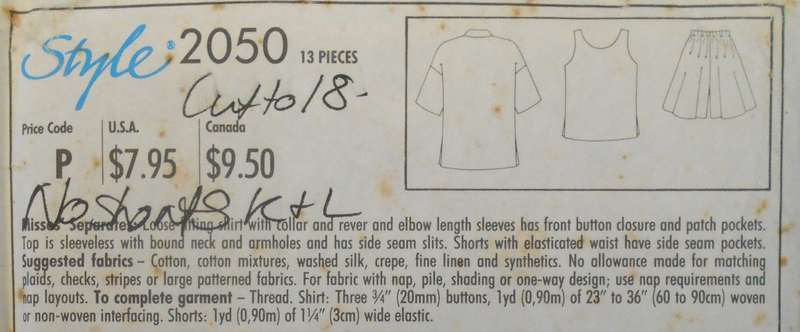 Style® 2050 13 PIECES
Cut to 18-
Price Code U.S.A. Canada
P $7.95 $9.50
No shorts K + L
Misses' Separates: Loose fitting shirt with collar and rever and elbow length sleeves has front button closure and patch pockets.
Top is sleeveless with bound neck and armholes and has side seam slits. Shorts with elasticated waist have side seam pockets.
Suggested fabrics – Cotton, cotton mixtures, washed silk, crepe, fine linen and synthetics. No allowance made for matching
plaids, checks, stripes or large patterned fabrics. For fabric with nap, pile, shading or one-way design; use nap requirements and
nap layouts. To complete garment – Thread. Shirt: Three ¾" (20mm) buttons, 1yd (0,90m) of 23" to 36" (60 to 90cm) woven
or non-woven interfacing. Shorts: 1yd (0,90m) of 1¼" (3cm) wide elastic.